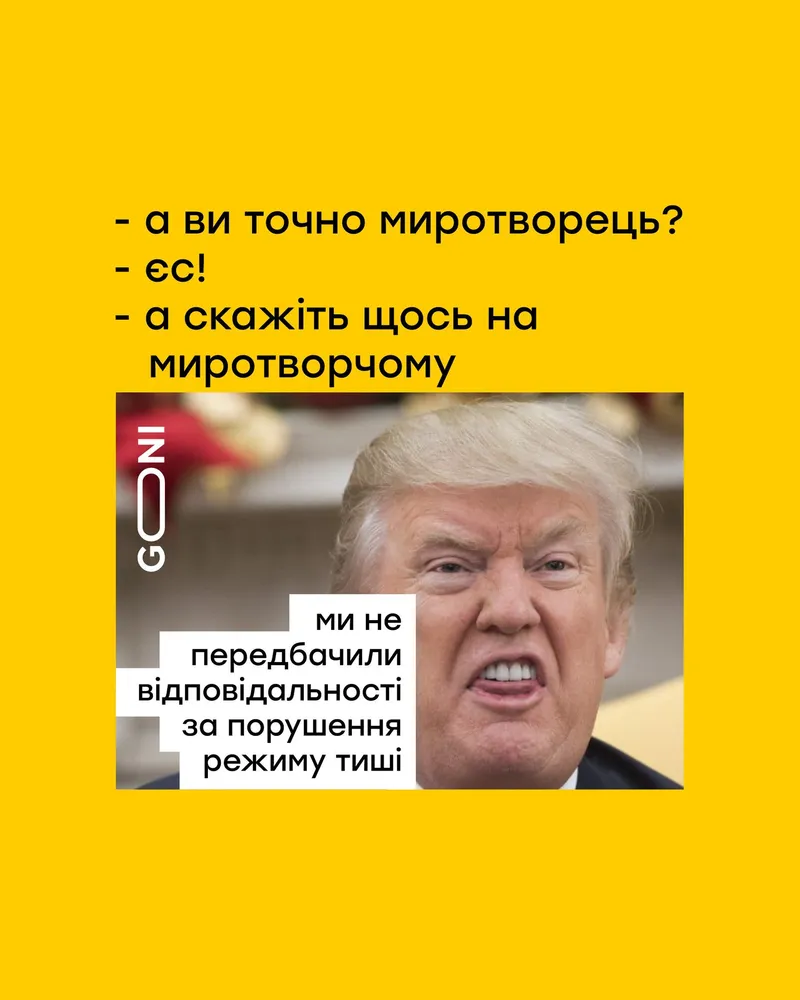 - а ви точно миротворець?
- єс!
- а скажіть щось на
миротворчому
GONI
ми не
передбачили
відповідальності
за порушення
режиму тиші